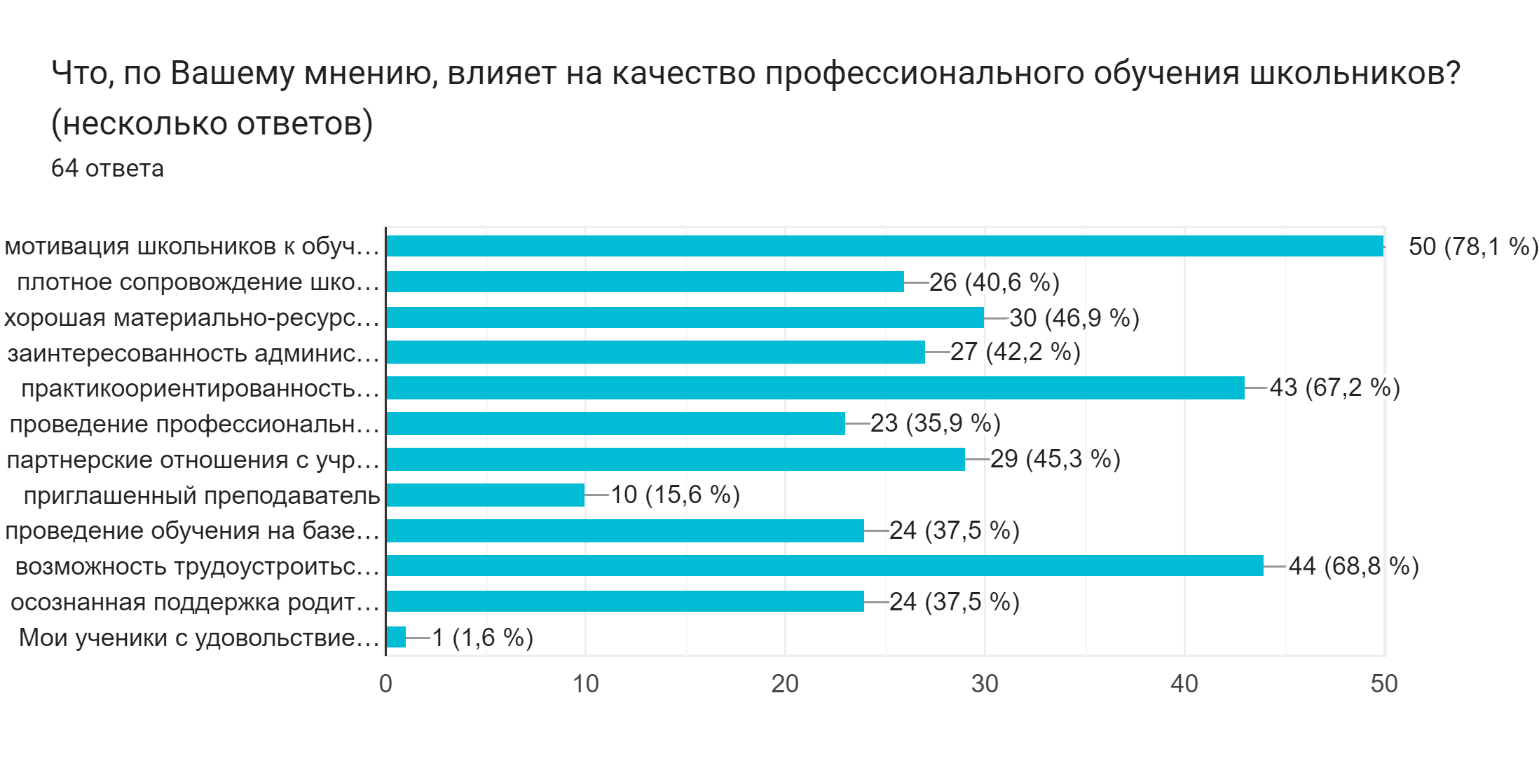 Что, по Вашему мнению, влияет на качество профессионального обучения школьников?
(несколько ответов)
64 ответа
мотивация школьников к обуч…
50 (78,1 %)
плотное сопровождение шко…
26 (40,6 %)
хорошая материально-ресурс…
30 (46,9 %)
заинтересованность админис…
27 (42,2 %)
практикоориентированность…
43 (67,2 %)
проведение профессиональн…
23 (35,9 %)
партнерские отношения с учр…
29 (45,3 %)
приглашенный преподаватель
10 (15,6 %)
проведение обучения на базе…
24 (37,5 %)
возможность трудоустроитьс…
44 (68,8 %)
осознанная поддержка родит…
24 (37,5 %)
Мои ученики с удовольствие…
1 (1,6 %)
0 10 20 30 40 50